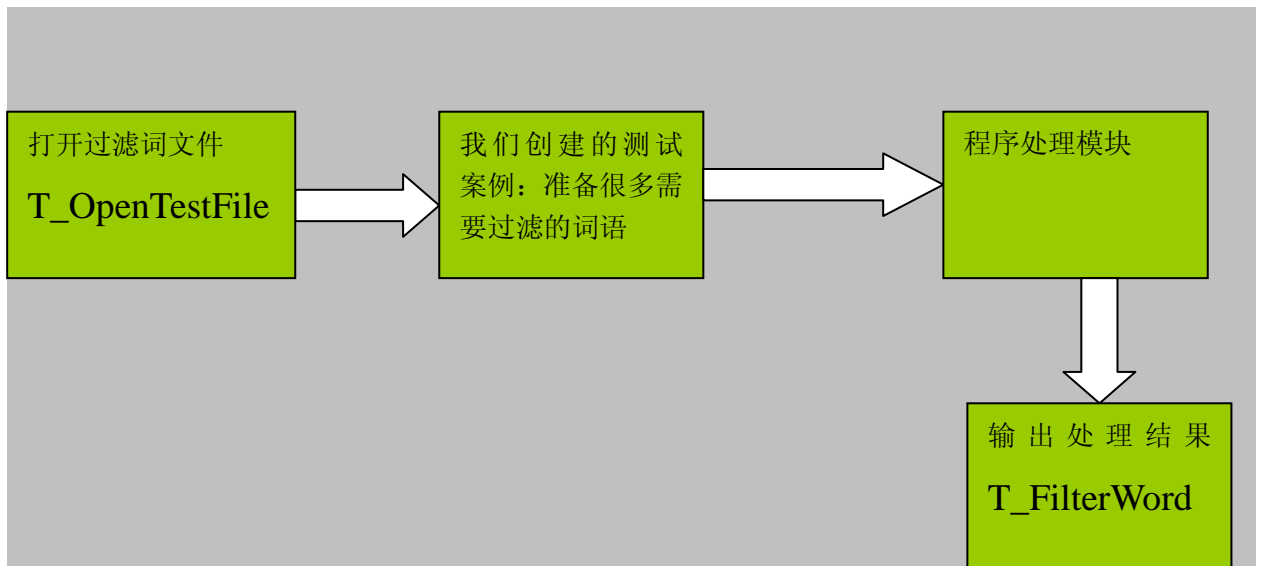 打开过滤词文件
T_OpenTestFile
我们创建的测试
案例：准备很多需
要过滤的词语
程序处理模块
输出处理结果
T_FilterWord